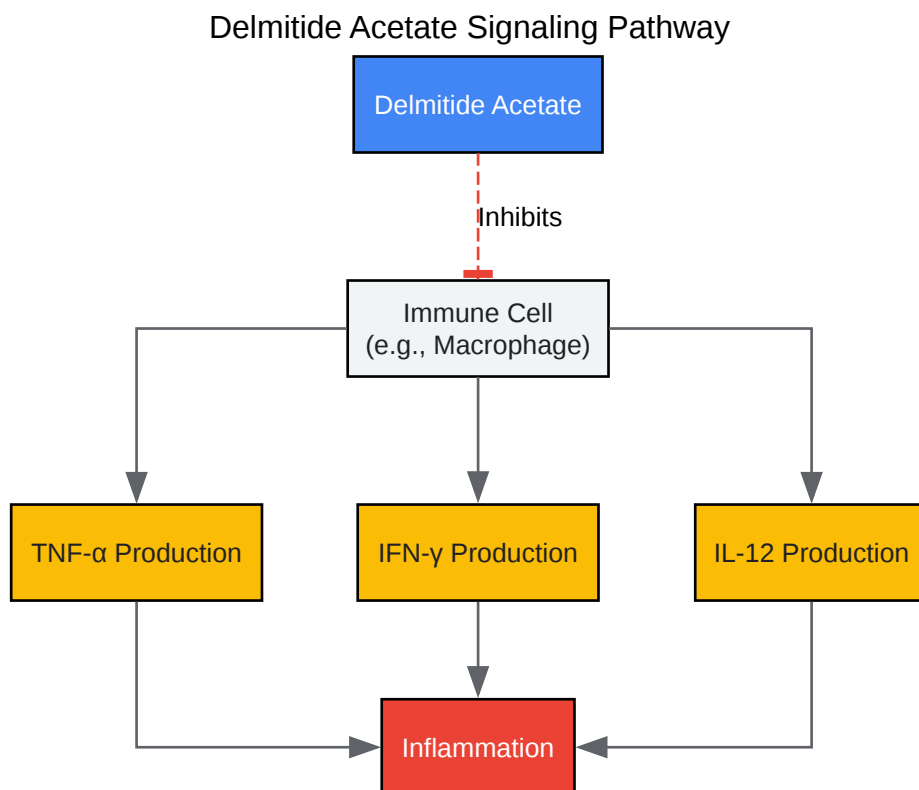 Delmitide Acetate Signaling Pathway
Delmitide Acetate
Inhibits
Immune Cell
(e.g., Macrophage)
TNF-α Production
IFN-γ Production
IL-12 Production
Inflammation